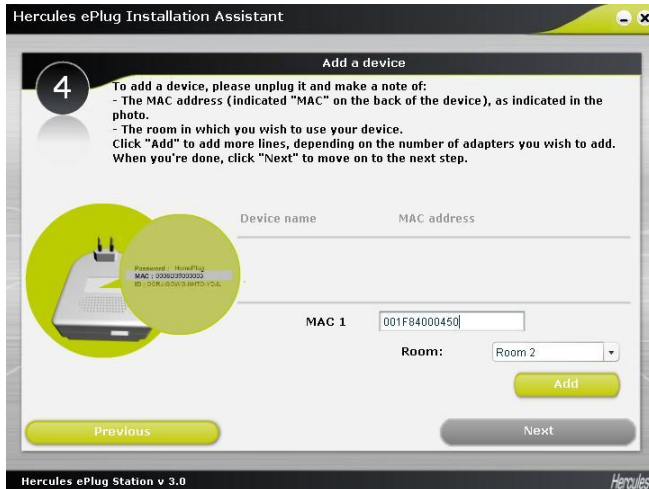 Hercules ePlug Installation Assistant
Add a device
4
To add a device, please unplug it and make a note of:
- The MAC address (indicated "MAC" on the back of the device), as indicated in the
photo.
- The room in which you wish to use your
device.
Click "Add" to add more lines, depending on the number of adapters you wish to add.
When you're done, click "Next" to move on to the next step.
Device name MAC address
Password : HomePlug
MAC :
ID :
MAC 1 001F84000450
Room: Room 2
Add
Previous Next
Hercules ePlug Station v 3.0 Hercules